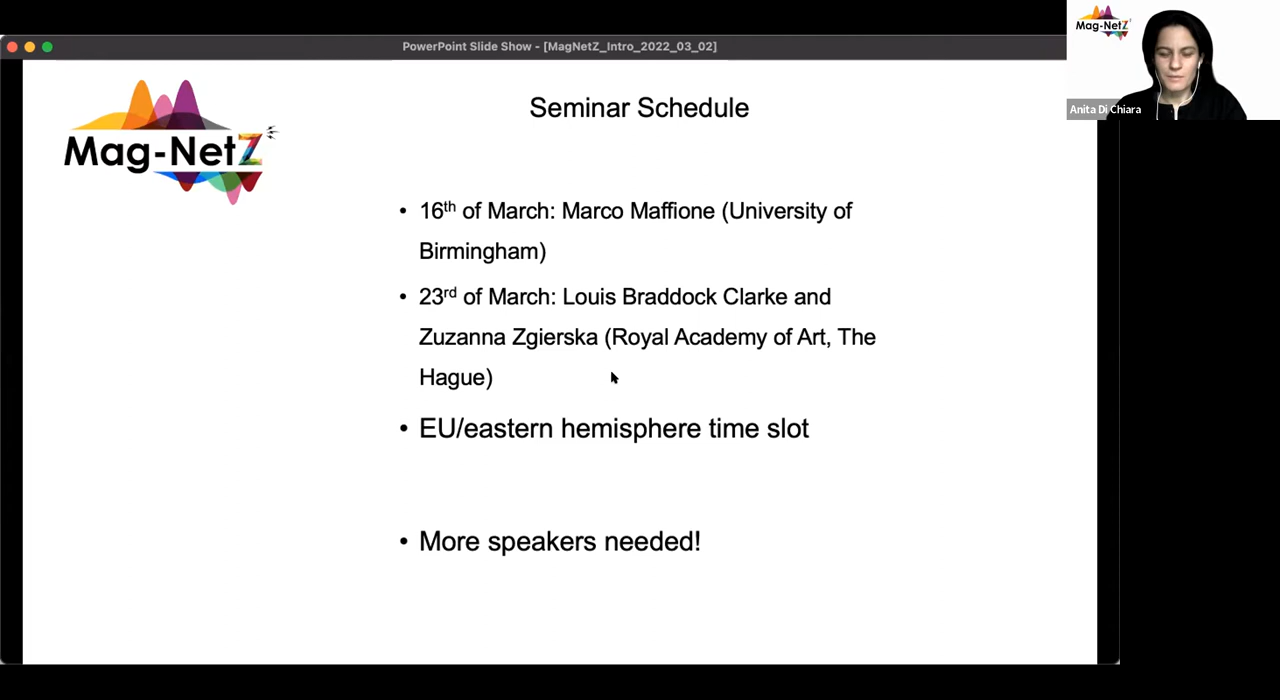 PowerPoint Slide Show - [MagNetZ_Intro_2022_03_02]
Mag-NetZ
Anita Di Chiara
Mag-NetZ
Seminar Schedule
• 16th of March: Marco Maffione (University of
Birmingham)
• 23rd of March: Louis Braddock Clarke and
Zuzanna Zgierska (Royal Academy of Art, The
Hague)
• EU/eastern hemisphere time slot
• More speakers needed!